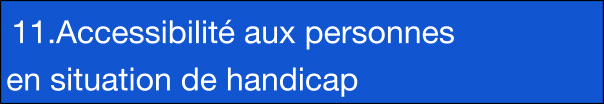 11.Accessibilité aux personnes
en situation de handicap